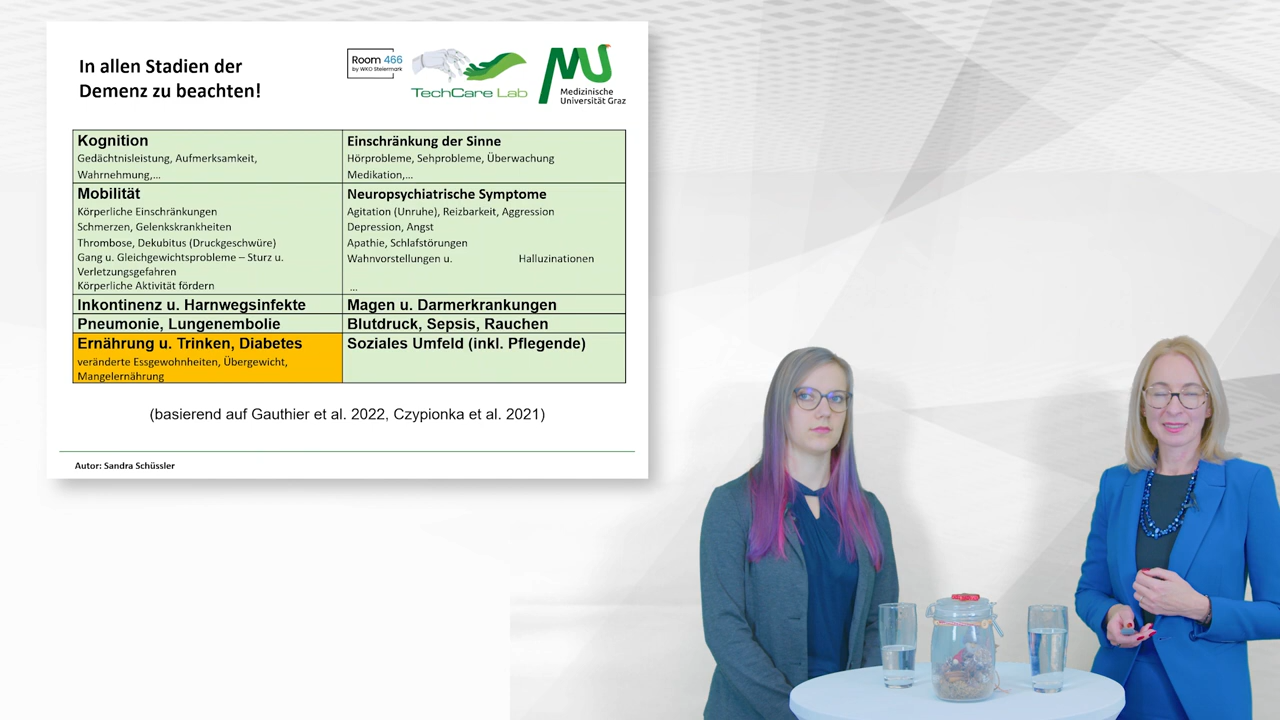 In allen Stadien der
Demenz zu beachten!
Room 466
by WKO Steiermark
TechCare Lab
Medizinische
Universität Graz
Kognition
Gedächtnisleistung, Aufmerksamkeit,
Wahrnehmung,...
Einschränkung der Sinne
Hörprobleme, Sehprobleme, Überwachung
Medikation,...
Mobilität
Körperliche Einschränkungen
Schmerzen, Gelenkskrankheiten
Thrombose, Dekubitus (Druckgeschwüre)
Gang u. Gleichgewichtsprobleme – Sturz u.
Verletzungsgefahren
Körperliche Aktivität fördern
Neuropsychiatrische Symptome
Agitation (Unruhe), Reizbarkeit, Aggression
Depression, Angst
Apathie, Schlafstörungen
Wahnvorstellungen u. Halluzinationen
...
Inkontinenz u. Harnwegsinfekte
Magen u. Darmerkrankungen
Pneumonie, Lungenembolie
Blutdruck, Sepsis, Rauchen
Ernährung u. Trinken, Diabetes
veränderte Essgewohnheiten, Übergewicht,
Mangelernährung
Soziales Umfeld (inkl. Pflegende)
(basierend auf Gauthier et al. 2022, Czypionka et al. 2021)
Autor: Sandra Schüssler